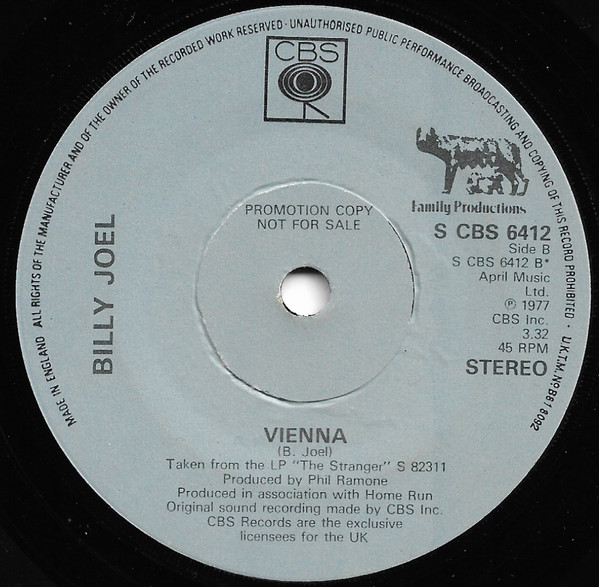 MADE IN ENGLAND ALL RIGHTS OF THE MANUFACTURER AND OF THE OWNER OF THE RECORDED WORK RESERVED · UNAUTHORISED PUBLIC PERFORMANCE BROADCASTING AND COPYING OF THIS RECORD PROHIBITED · U.K.T.M. No B618092
CBS
BILLY JOEL
PROMOTION COPY
NOT FOR SALE
Family Productions
S CBS 6412
Side B
S CBS 6412 B*
April Music
Ltd.
℗ 1977
CBS Inc.
3.32
45 RPM
STEREO
VIENNA
(B. Joel)
Taken from the LP "The Stranger" S 82311
Produced by Phil Ramone
Produced in association with Home Run
Original sound recording made by CBS Inc.
CBS Records are the exclusive
licensees for the UK